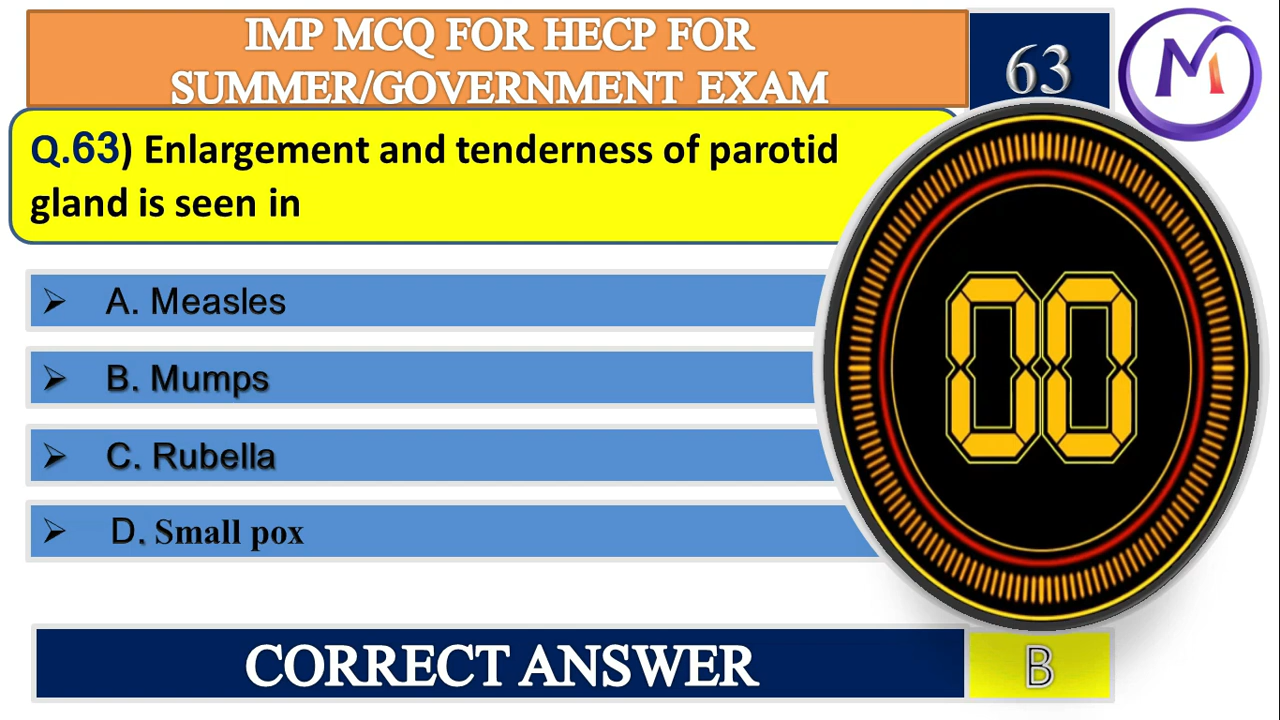 IMP MCQ FOR HECP FOR
SUMMER/GOVERNMENT EXAM
63
M
Q.63) Enlargement and tenderness of parotid
gland is seen in
00
➢ A. Measles
➢ B. Mumps
➢ C. Rubella
➢ D. Small pox
CORRECT ANSWER
B